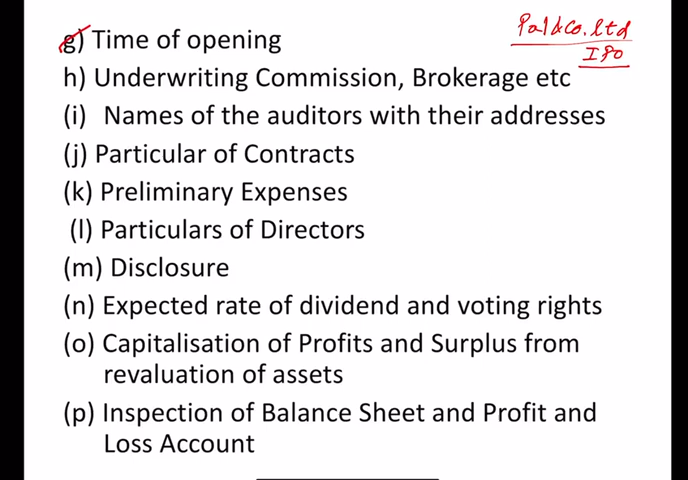 Pal & Co. Ltd
IPO
g) Time of opening
h) Underwriting Commission, Brokerage etc
(i) Names of the auditors with their addresses
(j) Particular of Contracts
(k) Preliminary Expenses
(l) Particulars of Directors
(m) Disclosure
(n) Expected rate of dividend and voting rights
(o) Capitalisation of Profits and Surplus from
revaluation of assets
(p) Inspection of Balance Sheet and Profit and
Loss Account